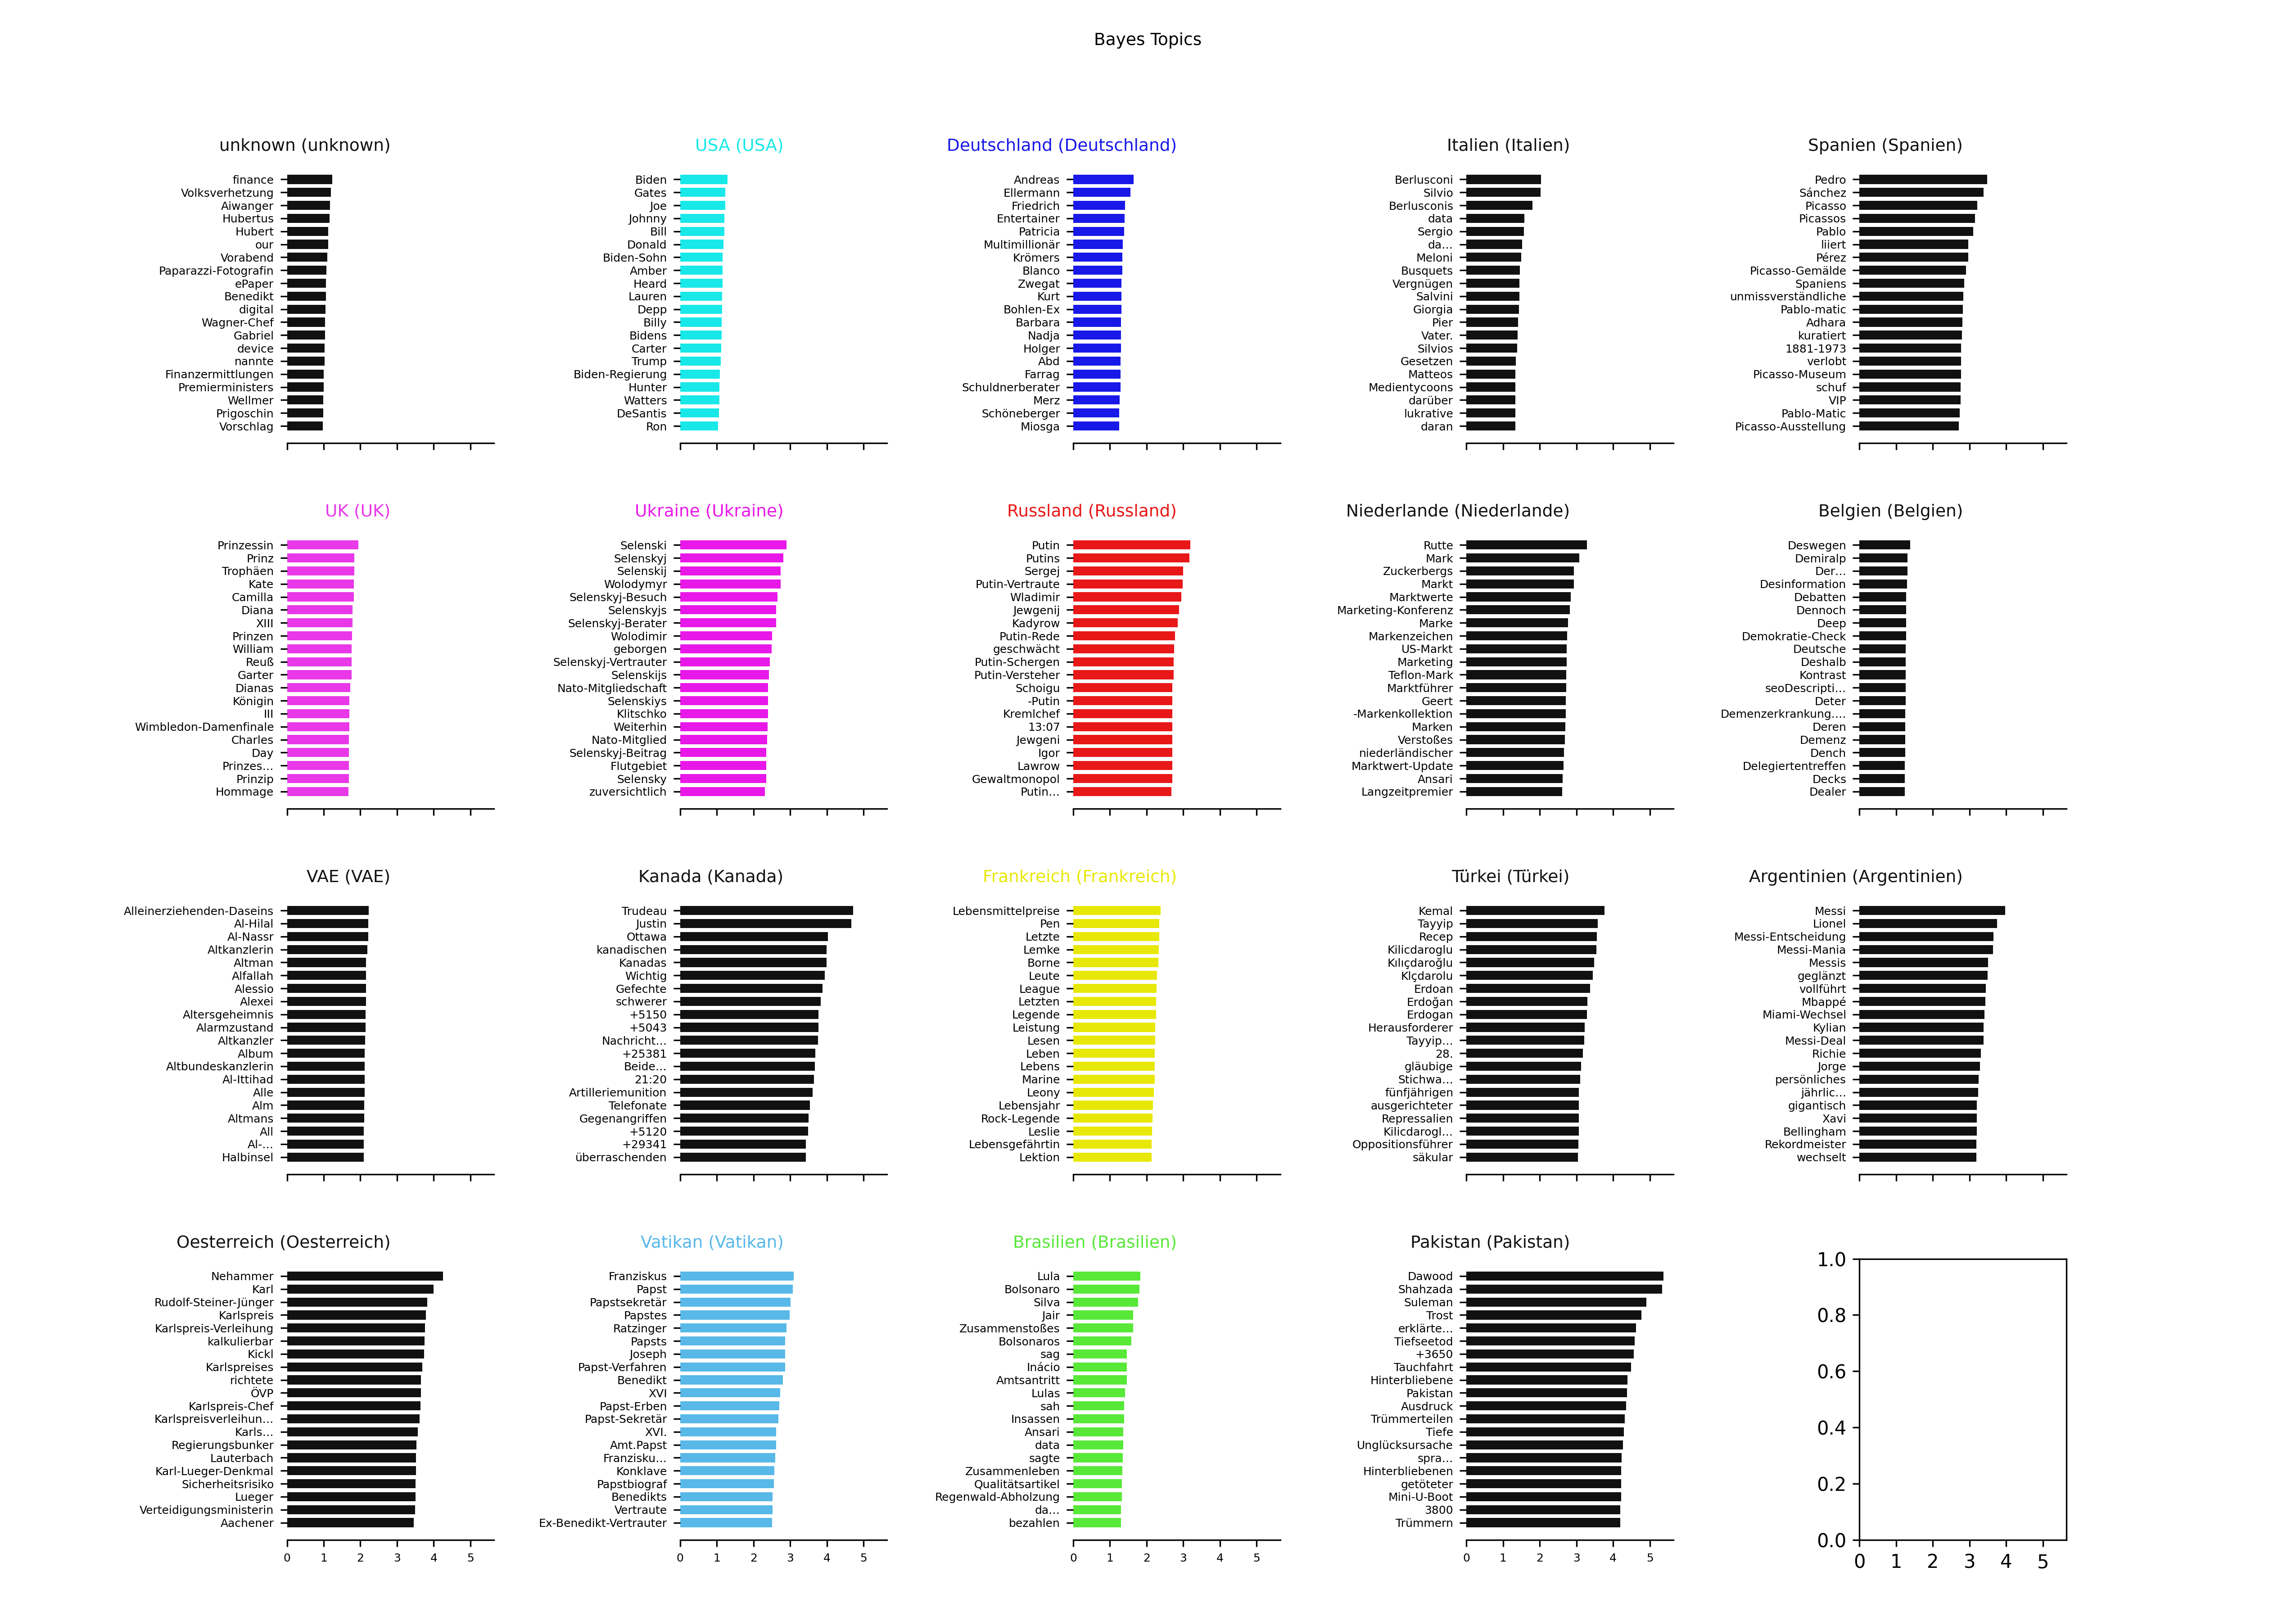 Bayes Topics
unknown (unknown)
finance
Volksverhetzung
Aiwanger
Hubertus
Hubert
our
Vorabend
Paparazzi-Fotografin
ePaper
Benedikt
digital
Wagner-Chef
Gabriel
device
nannte
Finanzermittlungen
Premierministers
Wellmer
Prigoschin
Vorschlag
USA (USA)
Biden
Gates
Joe
Johnny
Bill
Donald
Biden-Sohn
Amber
Heard
Lauren
Depp
Billy
Bidens
Carter
Trump
Biden-Regierung
Hunter
Watters
DeSantis
Ron
Deutschland (Deutschland)
Andreas
Ellermann
Friedrich
Entertainer
Patricia
Multimillionär
Krömers
Blanco
Zwegat
Kurt
Bohlen-Ex
Barbara
Nadja
Holger
Abd
Farrag
Schuldnerberater
Merz
Schöneberger
Miosga
Italien (Italien)
Berlusconi
Silvio
Berlusconis
data
Sergio
da...
Meloni
Busquets
Vergnügen
Salvini
Giorgia
Pier
Vater.
Silvios
Gesetzen
Matteos
Medientycoons
darüber
lukrative
daran
Spanien (Spanien)
Pedro
Sánchez
Picasso
Picassos
Pablo
liiert
Pérez
Picasso-Gemälde
Spaniens
unmissverständliche
Pablo-matic
Adhara
kuratiert
1881-1973
verlobt
Picasso-Museum
schuf
VIP
Pablo-Matic
Picasso-Ausstellung
UK (UK)
Prinzessin
Prinz
Trophäen
Kate
Camilla
Diana
XIII
Prinzen
William
Reuß
Garter
Dianas
Königin
III
Wimbledon-Damenfinale
Charles
Day
Prinzes...
Prinzip
Hommage
Ukraine (Ukraine)
Selenski
Selenskyj
Selenskij
Wolodymyr
Selenskyj-Besuch
Selenskyjs
Selenskyj-Berater
Wolodimir
geborgen
Selenskyj-Vertrauter
Selenskijs
Nato-Mitgliedschaft
Selenskiys
Klitschko
Weiterhin
Nato-Mitglied
Selenskyj-Beitrag
Flutgebiet
Selensky
zuversichtlich
Russland (Russland)
Putin
Putins
Sergej
Putin-Vertraute
Wladimir
Jewgenij
Kadyrow
Putin-Rede
geschwächt
Putin-Schergen
Putin-Versteher
Schoigu
-Putin
Kremlchef
13:07
Jewgeni
Igor
Lawrow
Gewaltmonopol
Putin...
Niederlande (Niederlande)
Rutte
Mark
Zuckerbergs
Markt
Marktwerte
Marketing-Konferenz
Marke
Markenzeichen
US-Markt
Marketing
Teflon-Mark
Marktführer
Geert
-Markenkollektion
Marken
Verstoßes
niederländischer
Marktwert-Update
Ansari
Langzeitpremier
Belgien (Belgien)
Deswegen
Demiralp
Der...
Desinformation
Debatten
Dennoch
Deep
Demokratie-Check
Deutsche
Deshalb
Kontrast
seoDescripti...
Deter
Demenzerkrankung....
Deren
Demenz
Dench
Delegiertentreffen
Decks
Dealer
VAE (VAE)
Alleinerziehenden-Daseins
Al-Hilal
Al-Nassr
Altkanzlerin
Altman
Alfallah
Alessio
Alexei
Altersgeheimnis
Alarmzustand
Altkanzler
Album
Altbundeskanzlerin
Al-Ittihad
Alle
Alm
Altmans
All
Al-...
Halbinsel
Kanada (Kanada)
Trudeau
Justin
Ottawa
kanadischen
Kanadas
Wichtig
Gefechte
schwerer
+5150
+5043
Nachricht...
+25381
Beide...
21:20
Artilleriemunition
Telefonate
Gegenangriffen
+5120
+29341
überraschenden
Frankreich (Frankreich)
Lebensmittelpreise
Pen
Letzte
Lemke
Borne
Leute
League
Letzten
Legende
Leistung
Lesen
Leben
Lebens
Marine
Leony
Lebensjahr
Rock-Legende
Leslie
Lebensgefährtin
Lektion
Türkei (Türkei)
Kemal
Tayyip
Recep
Kilicdaroglu
Kılıçdaroğlu
Klçdarolu
Erdoan
Erdoğan
Erdogan
Herausforderer
Tayyip...
28.
gläubige
Stichwa...
fünfjährigen
ausgerichteter
Repressalien
Kilicdarogl...
Oppositionsführer
säkular
Argentinien (Argentinien)
Messi
Lionel
Messi-Entscheidung
Messi-Mania
Messis
geglänzt
vollführt
Mbappé
Miami-Wechsel
Kylian
Messi-Deal
Richie
Jorge
persönliches
jährlic...
gigantisch
Xavi
Bellingham
Rekordmeister
wechselt
Oesterreich (Oesterreich)
Nehammer
Karl
Rudolf-Steiner-Jünger
Karlspreis
Karlspreis-Verleihung
kalkulierbar
Kickl
Karlspreises
richtete
ÖVP
Karlspreis-Chef
Karlspreisverleihun...
Karls...
Regierungsbunker
Lauterbach
Karl-Lueger-Denkmal
Sicherheitsrisiko
Lueger
Verteidigungsministerin
Aachener
0 1 2 3 4 5
Vatikan (Vatikan)
Franziskus
Papst
Papstsekretär
Papstes
Ratzinger
Papsts
Joseph
Papst-Verfahren
Benedikt
XVI
Papst-Erben
Papst-Sekretär
XVI.
Amt.Papst
Franzisku...
Konklave
Papstbiograf
Benedikts
Vertraute
Ex-Benedikt-Vertrauter
0 1 2 3 4 5
Brasilien (Brasilien)
Lula
Bolsonaro
Silva
Jair
Zusammenstoßes
Bolsonaros
sag
Inácio
Amtsantritt
Lulas
sah
Insassen
Ansari
data
sagte
Zusammenleben
Qualitätsartikel
Regenwald-Abholzung
da...
bezahlen
0 1 2 3 4 5
Pakistan (Pakistan)
Dawood
Shahzada
Suleman
Trost
erklärte...
Tiefseetod
+3650
Tauchfahrt
Hinterbliebene
Pakistan
Ausdruck
Trümmerteilen
Tiefe
Unglücksursache
spra...
Hinterbliebenen
getöteter
Mini-U-Boot
3800
Trümmern
0 1 2 3 4 5
1.0
0.8
0.6
0.4
0.2
0.0
0 1 2 3 4 5